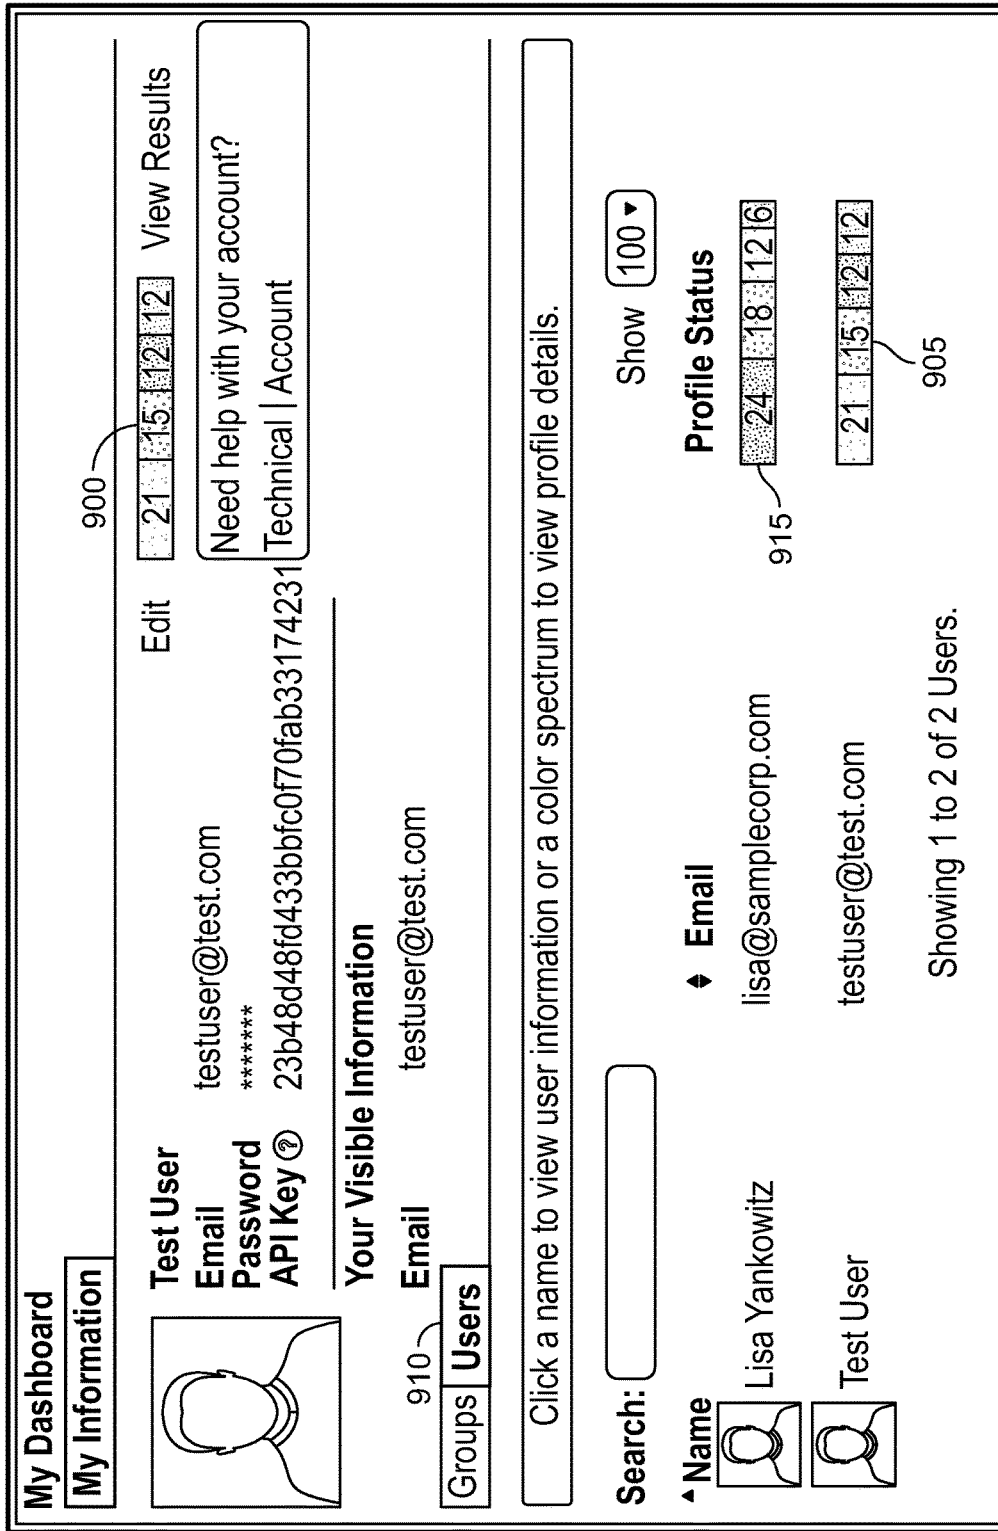 My Dashboard
My Information
900
Test User
Edit
21 15 12 12
View Results
Email testuser@test.com
Password *******
API Key ? 23b48d48fd433bbfc0f70fab33174231
Need help with your account?
Technical | Account
Your Visible Information
Email testuser@test.com
910
Groups Users
Click a name to view user information or a color spectrum to view profile details.
Search:
Show 100
Name Email Profile Status
Lisa Yankowitz lisa@samplecorp.com 24 18 12 6
915
Test User testuser@test.com 21 15 12 12
905
Showing 1 to 2 of 2 Users.